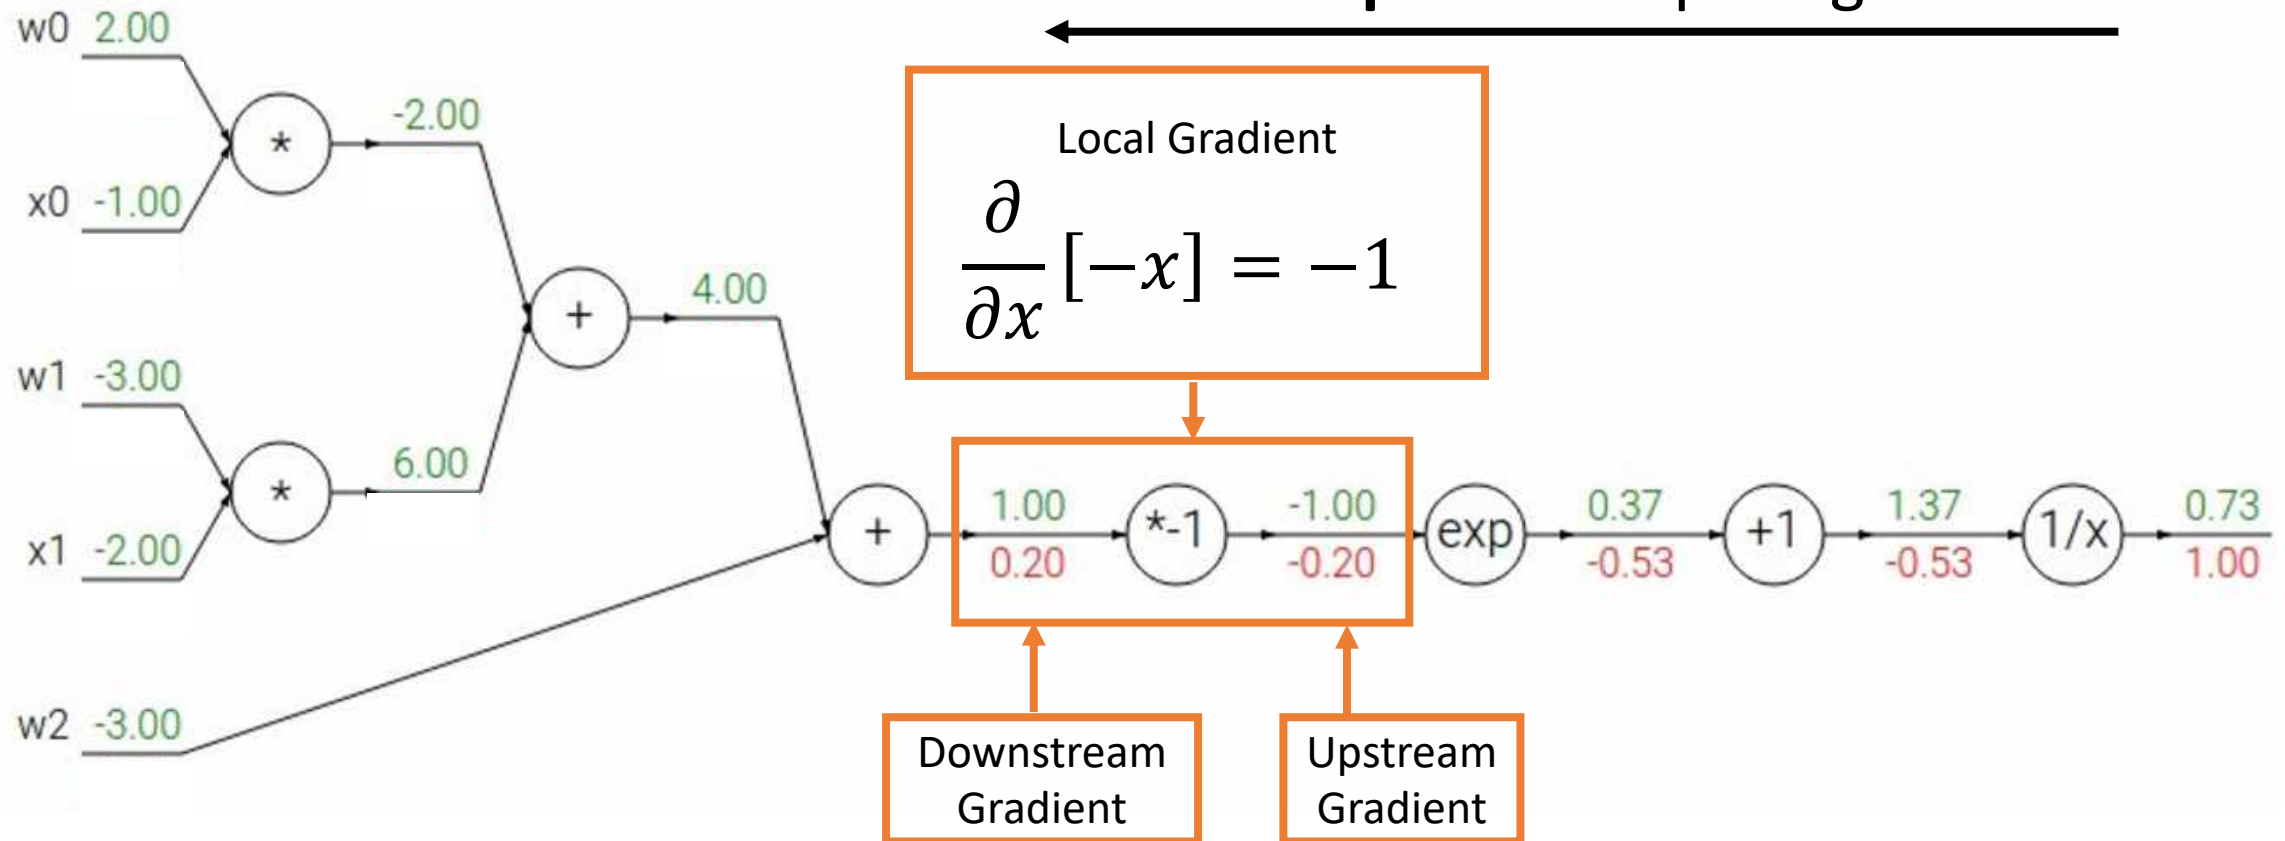 w0 2.00
x0 -1.00
*
-2.00
w1 -3.00
x1 -2.00
*
6.00
+
4.00
w2 -3.00
+
Local Gradient
∂/∂x [−x] = −1
1.00
0.20
*-1
-1.00
-0.20
exp
0.37
-0.53
+1
1.37
-0.53
1/x
0.73
1.00
Downstream
Gradient
Upstream
Gradient